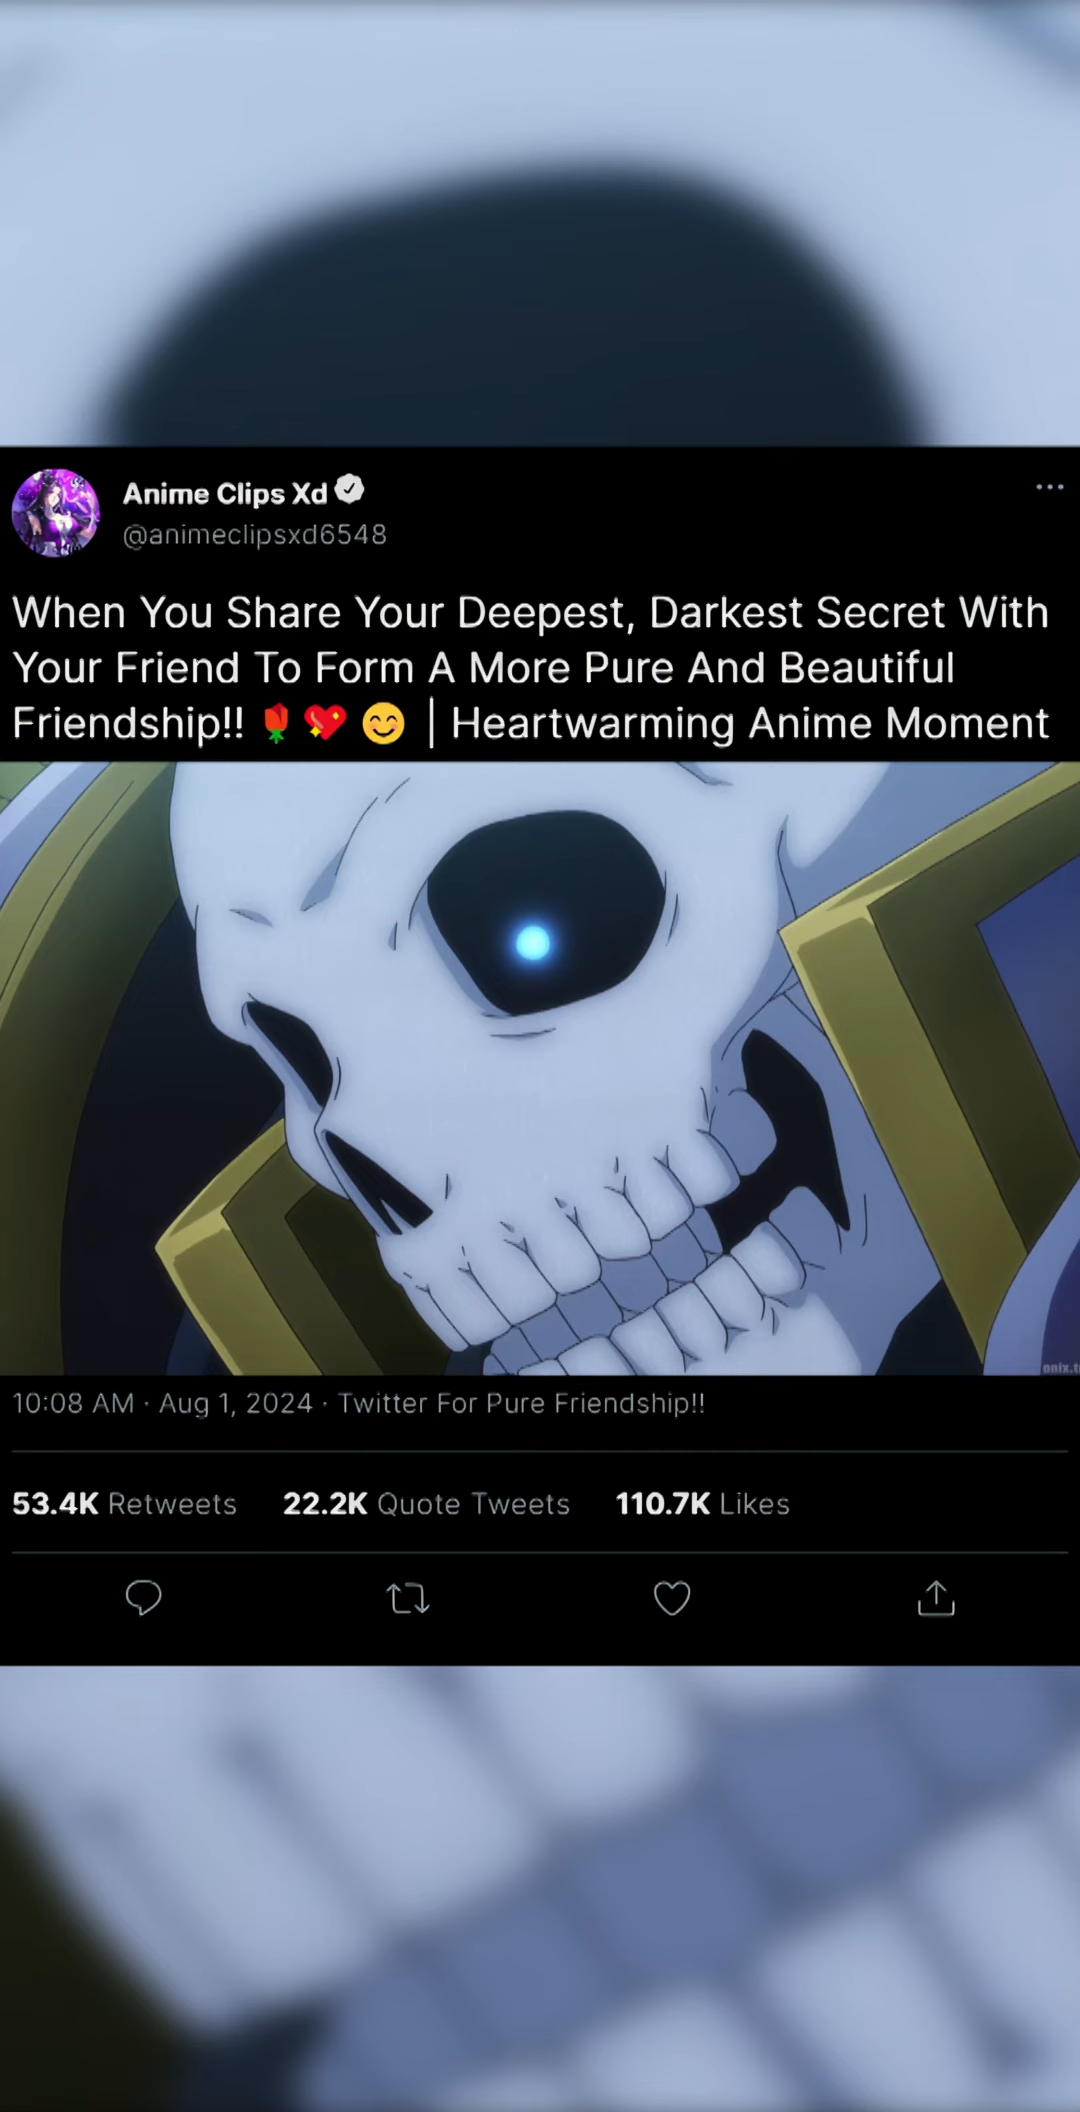 Anime Clips Xd
@animeclipsxd6548
When You Share Your Deepest, Darkest Secret With
Your Friend To Form A More Pure And Beautiful
Friendship!! 🌹💖😊 | Heartwarming Anime Moment
10:08 AM · Aug 1, 2024 · Twitter For Pure Friendship!!
53.4K Retweets 22.2K Quote Tweets 110.7K Likes